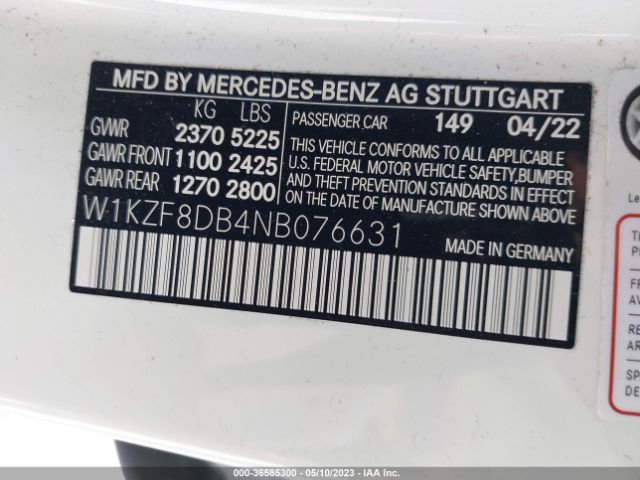 MFD BY MERCEDES-BENZ AG STUTTGART
KG LBS
GVWR 2370 5225
GAWR FRONT 1100 2425
GAWR REAR 1270 2800
PASSENGER CAR 149 04/22
THIS VEHICLE CONFORMS TO ALL APPLICABLE
U.S. FEDERAL MOTOR VEHICLE SAFETY,BUMPER
AND THEFT PREVENTION STANDARDS IN EFFECT
ON THE DATE OF MANUFACTURE SHOWN ABOVE.
W1KZF8DB4NB076631
MADE IN GERMANY
000-36585300 - 05/10/2023 - IAA Inc.